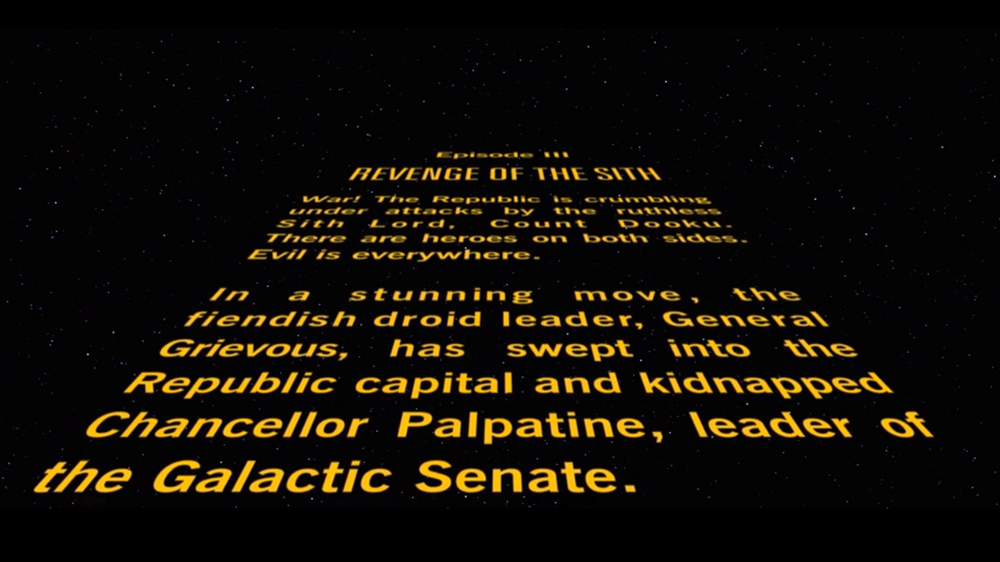 Episode III
REVENGE OF THE SITH
War! The Republic is crumbling
under attacks by the ruthless
Sith Lord, Count Dooku.
There are heroes on both sides.
Evil is everywhere.
In a stunning move, the
fiendish droid leader, General
Grievous, has swept into the
Republic capital and kidnapped
Chancellor Palpatine, leader of
the Galactic Senate.